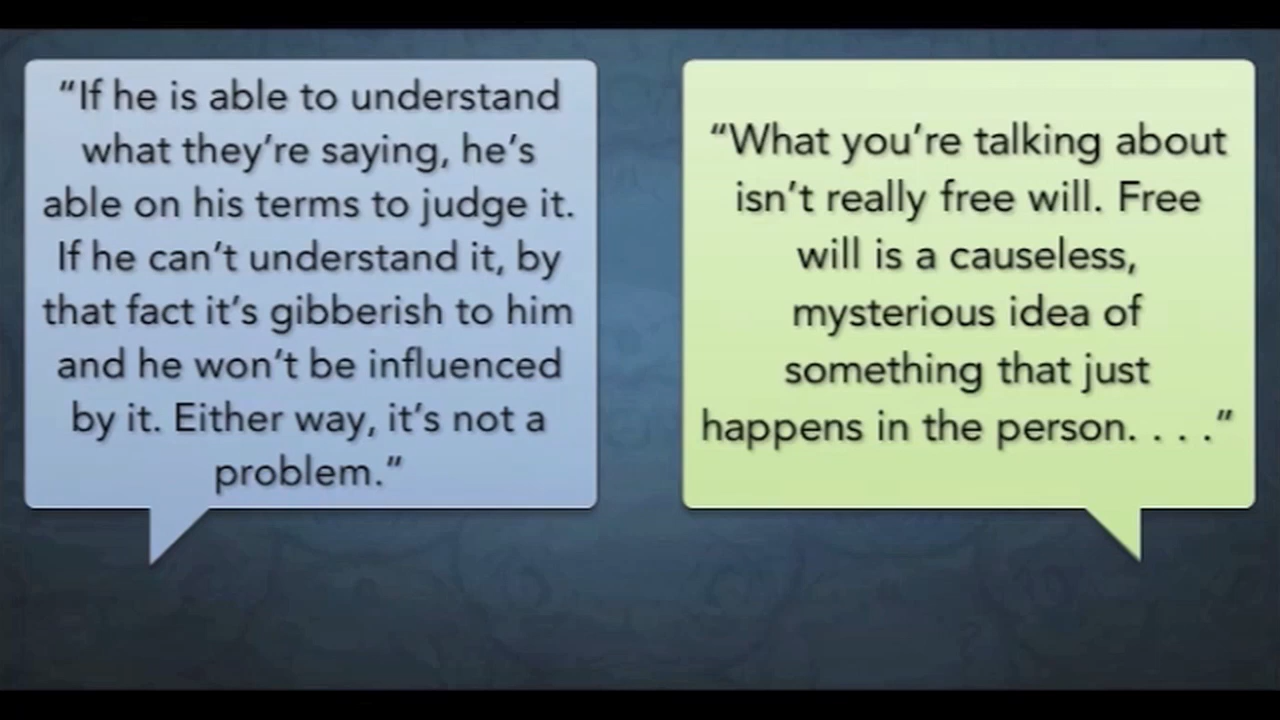 “If he is able to understand
what they’re saying, he’s
able on his terms to judge it.
If he can’t understand it, by
that fact it’s gibberish to him
and he won’t be influenced
by it. Either way, it’s not a
problem.”
“What you’re talking about
isn’t really free will. Free
will is a causeless,
mysterious idea of
something that just
happens in the person. . . .”